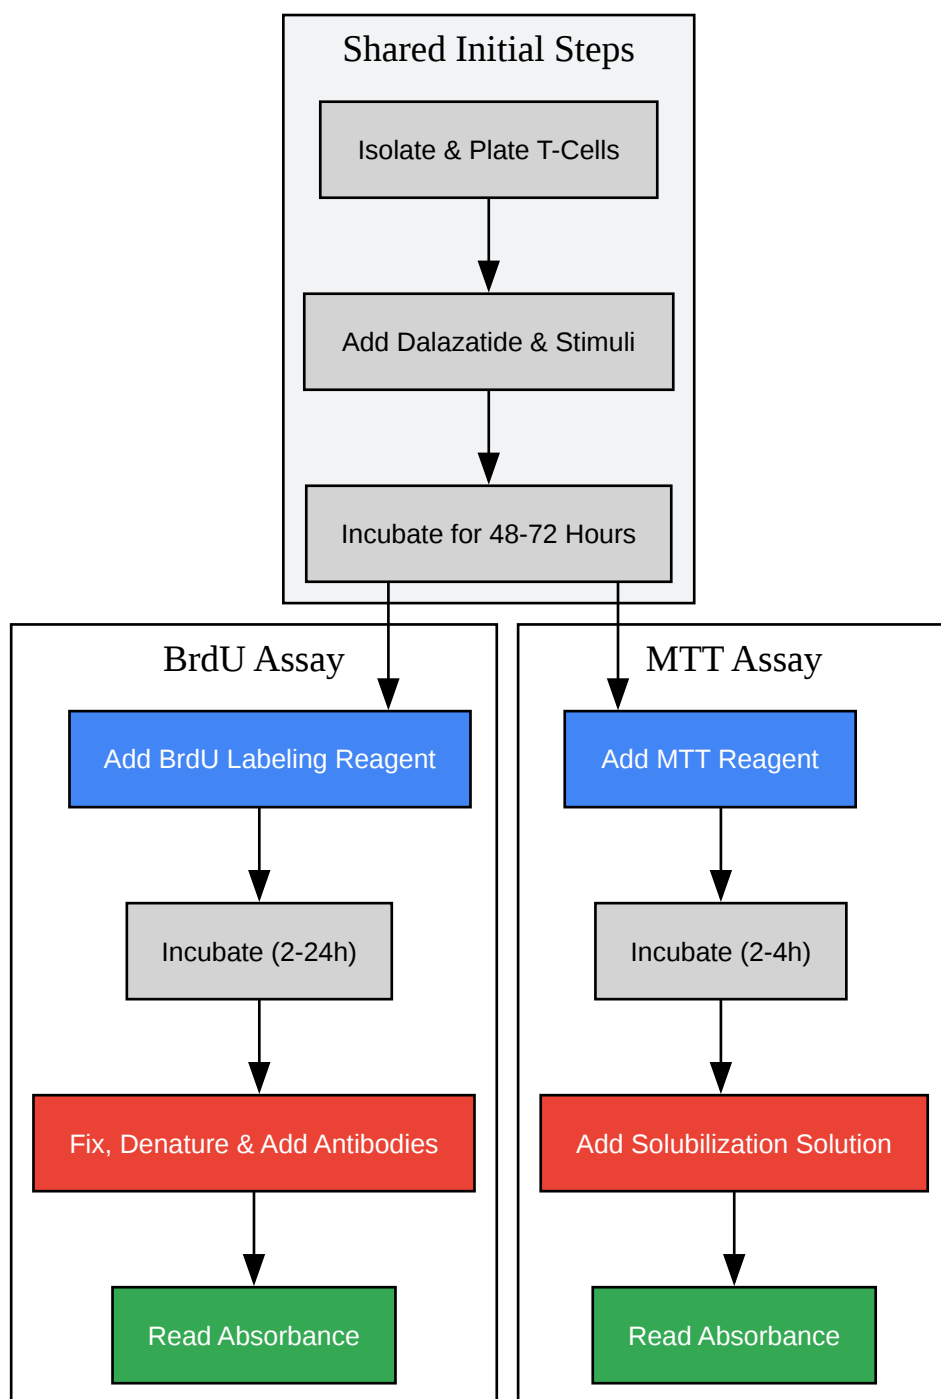 Shared Initial Steps
Isolate & Plate T-Cells
Add Dalazatide & Stimuli
Incubate for 48-72 Hours
BrdU Assay
Add BrdU Labeling Reagent
Incubate (2-24h)
Fix, Denature & Add Antibodies
Read Absorbance
MTT Assay
Add MTT Reagent
Incubate (2-4h)
Add Solubilization Solution
Read Absorbance